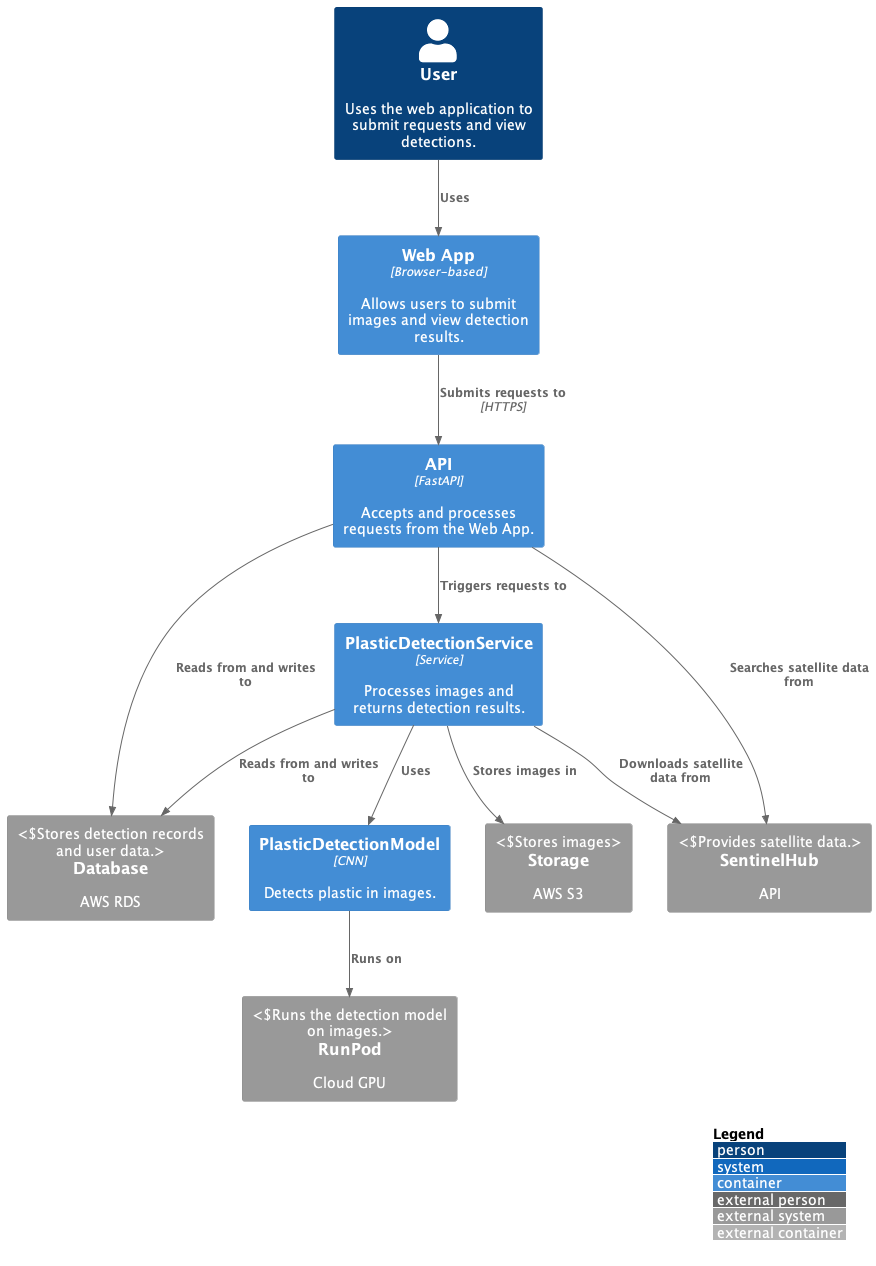 User
Uses the web application to
submit requests and view
detections.
Uses
Web App
[Browser-based]
Allows users to submit
images and view detection
results.
Submits requests to
[HTTPS]
API
[FastAPI]
Accepts and processes
requests from the Web App.
Triggers requests to
PlasticDetectionService
[Service]
Processes images and
returns detection results.
Reads from and writes
to
Searches satellite data
from
Reads from and writes
to
Uses
Stores images in
Downloads satellite
data from
<$Stores detection records
and user data.>
Database
AWS RDS
PlasticDetectionModel
[CNN]
Detects plastic in images.
<$Stores images>
Storage
AWS S3
<$Provides satellite data.>
SentinelHub
API
Runs on
<$Runs the detection model
on images.>
RunPod
Cloud GPU
Legend
person
system
container
external person
external system
external container